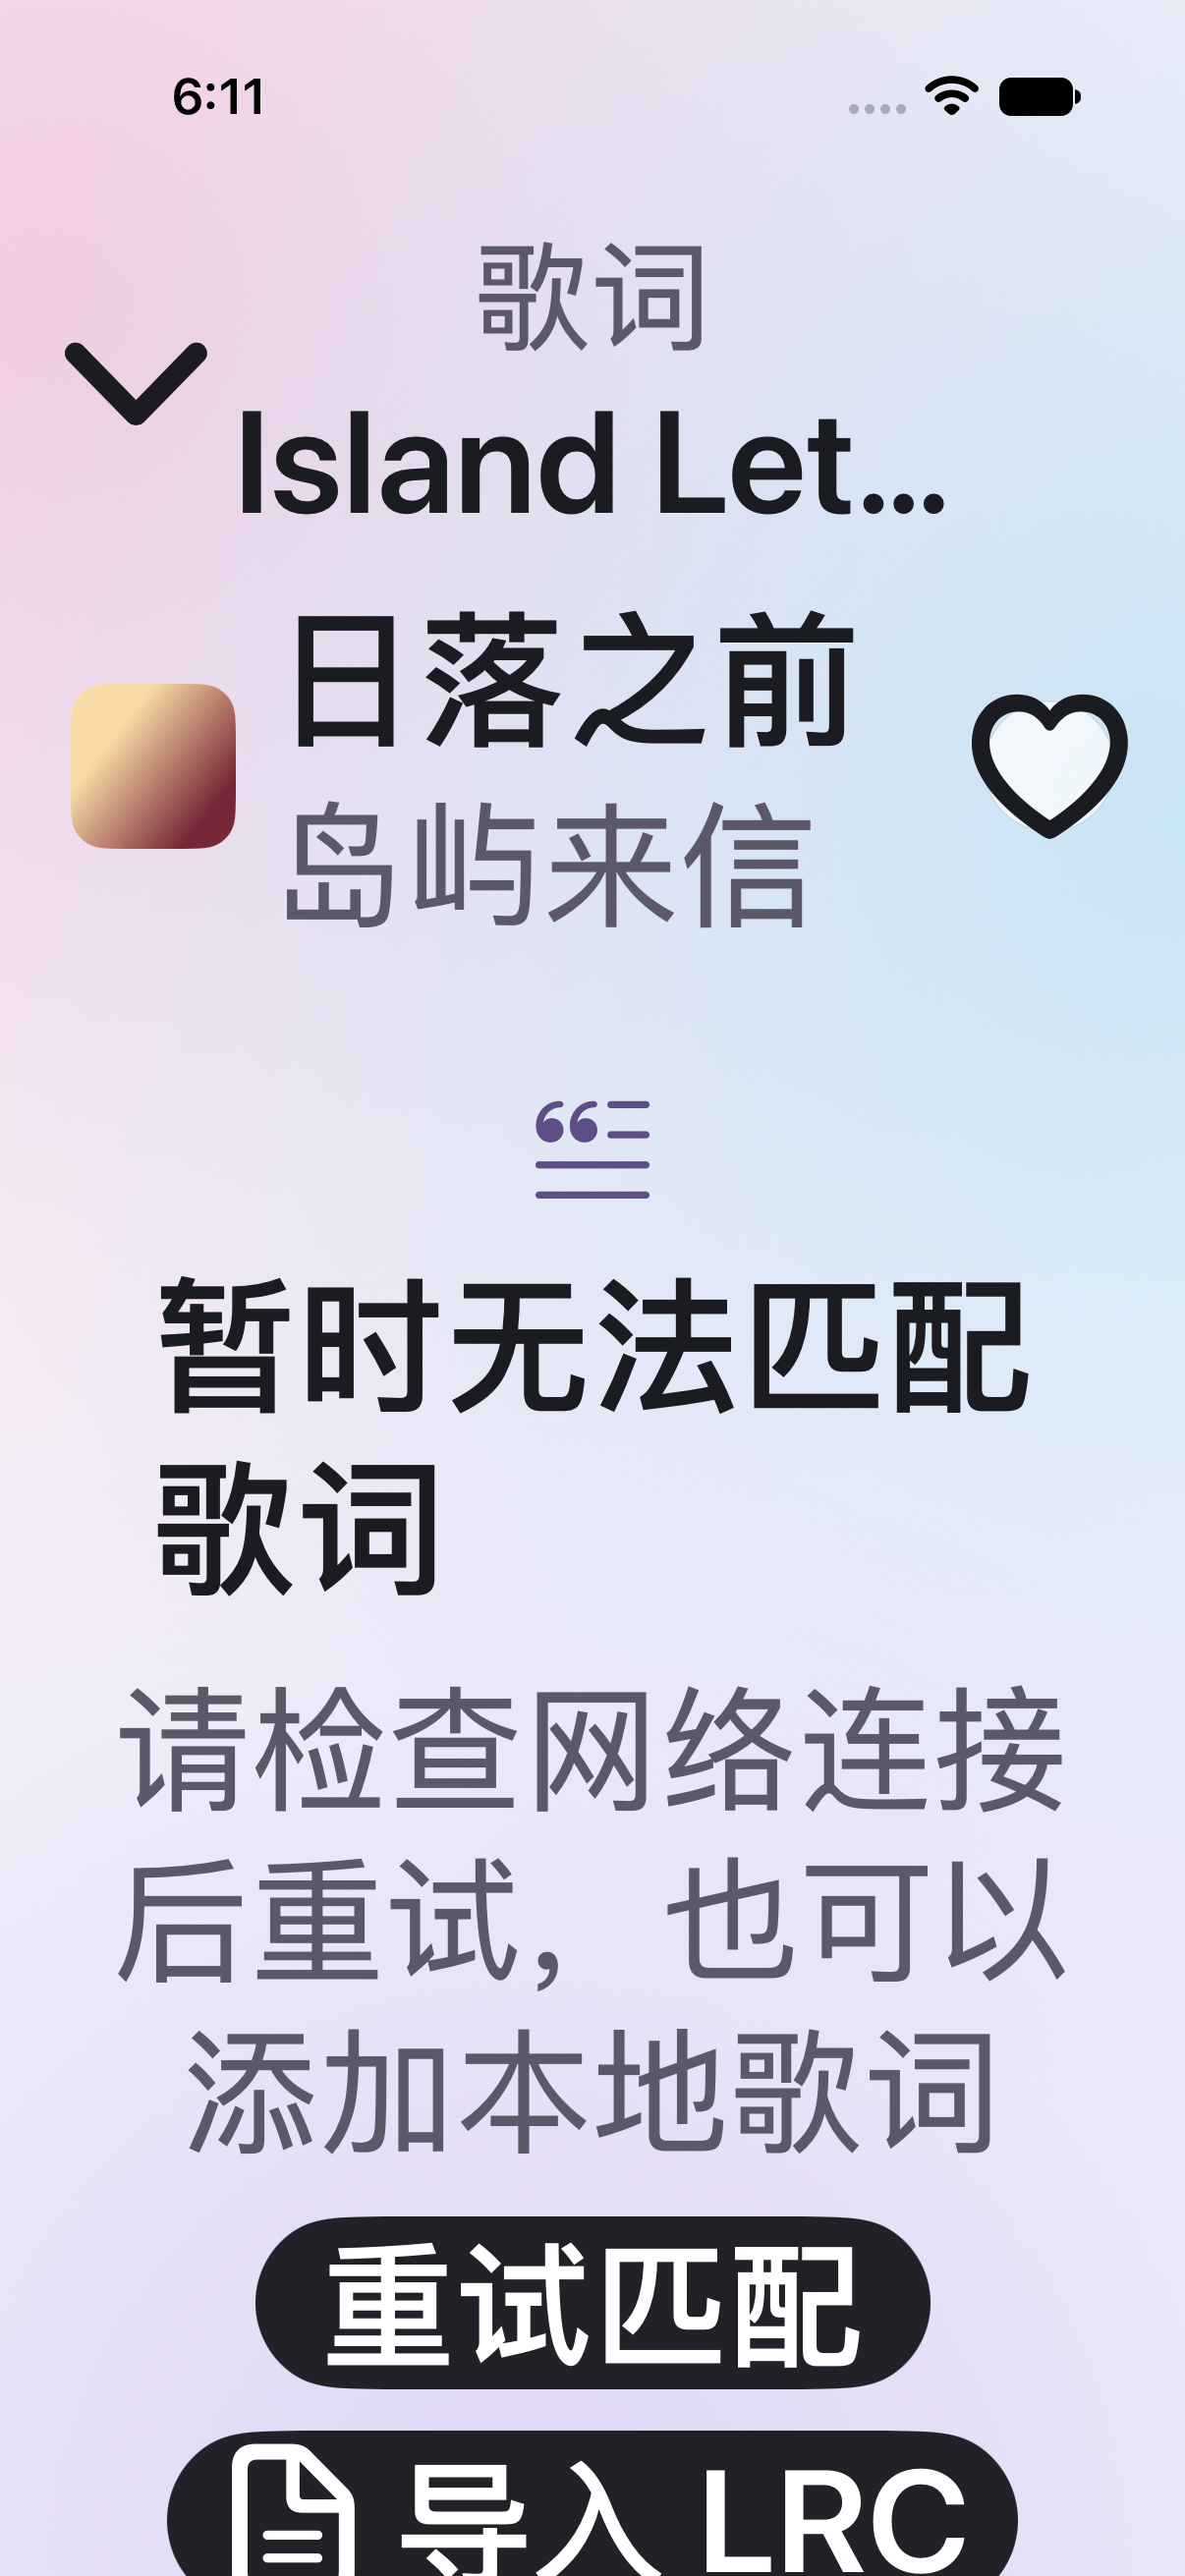 6:11
歌词
Island Let...
日落之前
岛屿来信
暂时无法匹配
歌词
请检查网络连接
后重试，也可以
添加本地歌词
重试匹配
导入 LRC